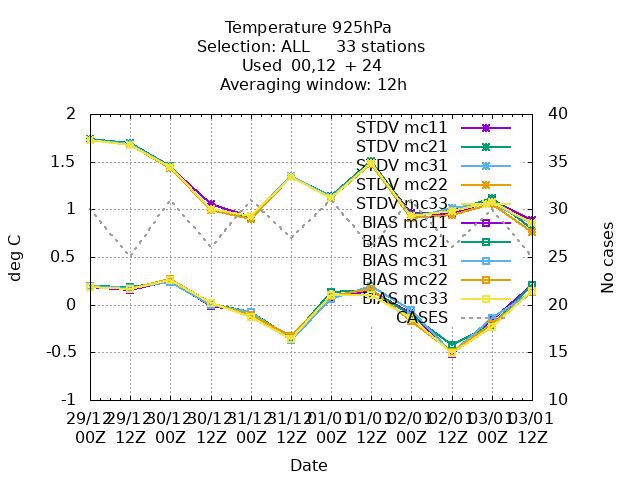 Temperature 925hPa
Selection: ALL 33 stations
Used 00,12 + 24
Averaging window: 12h
2 40
1.5 35
1 30
0.5 25
0 20
-0.5 15
-1 10
deg C
No cases
STDV mc11
STDV mc21
STDV mc31
STDV mc22
STDV mc33
BIAS mc11
BIAS mc21
BIAS mc31
BIAS mc22
BIAS mc33
CASES
29/12 29/12 30/12 30/12 31/12 31/12 01/01 01/01 02/01 02/01 03/01 03/01
00Z 12Z 00Z 12Z 00Z 12Z 00Z 12Z 00Z 12Z 00Z 12Z
Date